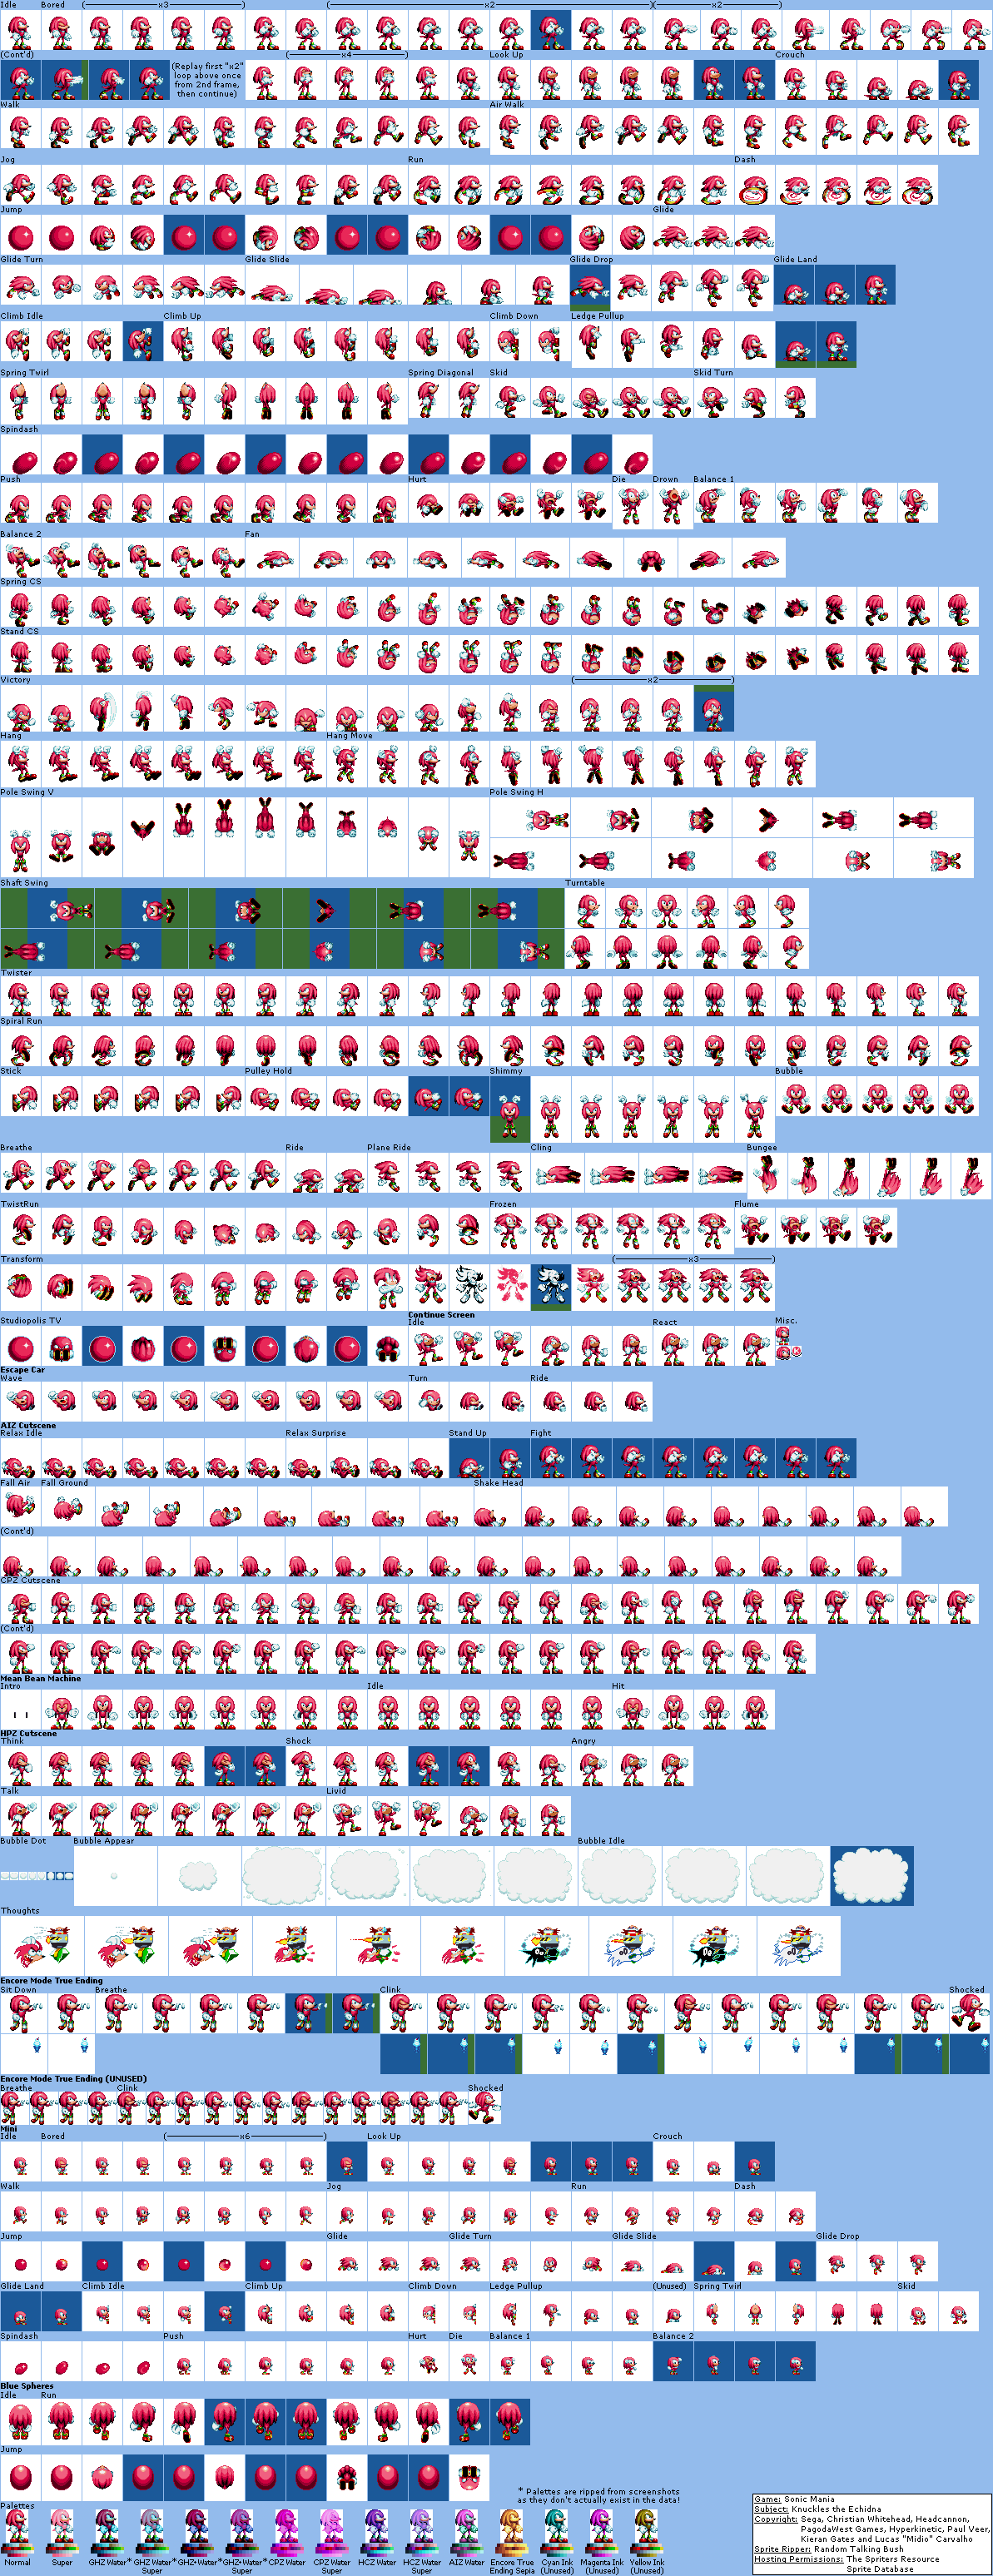 Idle Bored (x3) (x2) (x2)
(Cont'd) (Replay first "x2" (x4) Look Up Crouch
loop above once
from 2nd frame,
then continue)
Walk Air Walk
Jog Run Dash
Jump Glide
Glide Turn Glide Slide Glide Drop Glide Land
Climb Idle Climb Up Climb Down Ledge Pullup
Spring Twirl Spring Diagonal Skid Skid Turn
Spindash
Push Hurt Die Drown Balance 1
Balance 2 Fan
Spring CS
Stand CS
Victory (x2)
Hang Hang Move
Pole Swing V Pole Swing H
Shaft Swing Turntable
Twister
Spiral Run
Stick Pulley Hold Shimmy Bubble
Breathe Ride Plane Ride Cling Bungee
TwistRun Frozen Flume
Transform (x3)
Studiopolis TV Continue Screen
Idle React Misc.
Escape Car
Wave Turn Ride
AIZ Cutscene
Relax Idle Relax Surprise Stand Up Fight
Fall Air Fall Ground Shake Head
(Cont'd)
CPZ Cutscene
(Cont'd)
Mean Bean Machine
Intro Idle Hit
HPZ Cutscene
Think Shock Angry
Talk Livid
Bubble Dot Bubble Appear Bubble Idle
Thoughts
Encore Mode True Ending
Sit Down Breathe Clink Shocked
Encore Mode True Ending (UNUSED)
Breathe Clink Shocked
Mini
Idle Bored (x6) Look Up Crouch
Walk Jog Run Dash
Jump Glide Glide Turn Glide Slide Glide Drop
Glide Land Climb Idle Climb Up Climb Down Ledge Pullup (Unused) Spring Twirl Skid
Spindash Push Hurt Die Balance 1 Balance 2
Blue Spheres
Idle Run
Jump
* Palettes are ripped from screenshots
as they don't actually exist in the data!
Palettes
Normal Super GHZ Water* GHZ Water* Super GHZ+Water* GHZ+Water* Super CPZ Water CPZ Water Super HCZ Water HCZ Water Super AIZ Water Encore True Ending Sepia Cyan Ink (Unused) Magenta Ink (Unused) Yellow Ink (Unused)
Game: Sonic Mania
Subject: Knuckles the Echidna
Copyright: Sega, Christian Whitehead, Headcannon,
PagodaWest Games, Hyperkinetic, Paul Veer,
Kieran Gates and Lucas "Midio" Carvalho
Sprite Ripper: Random Talking Bush
Hosting Permissions: The Spriters Resource
Sprite Database